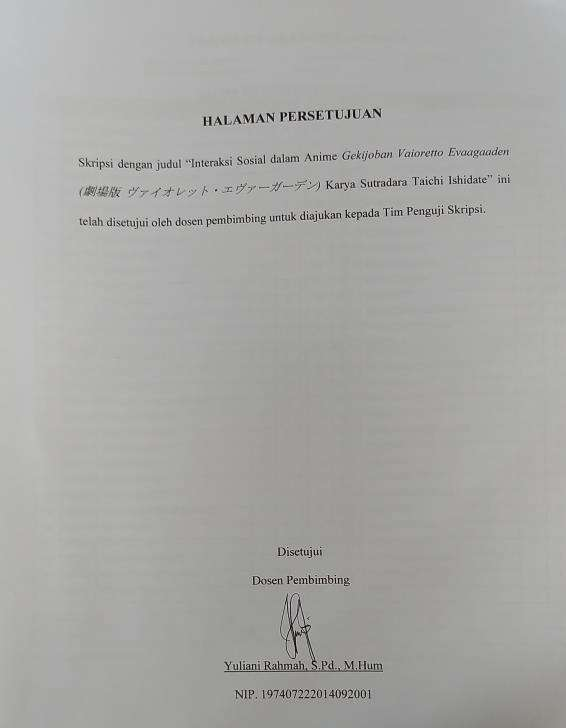 HALAMAN PERSETUJUAN
Skripsi dengan judul “Interaksi Sosial dalam Anime Gekijoban Vaioretto Evaagaaden
(劇場版 ヴァイオレット・エヴァーガーデン) Karya Sutradara Taichi Ishidate” ini
telah disetujui oleh dosen pembimbing untuk diajukan kepada Tim Penguji Skripsi.
Disetujui
Dosen Pembimbing
Yuliani Rahmah, S.Pd., M.Hum
NIP. 197407222014092001